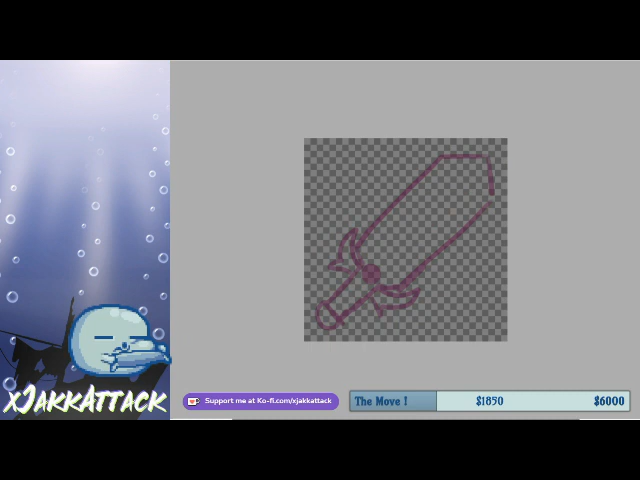 xJAKKATTACK
Support me at Ko-fi.com/xjakkattack
The Move ! $1850 $6000